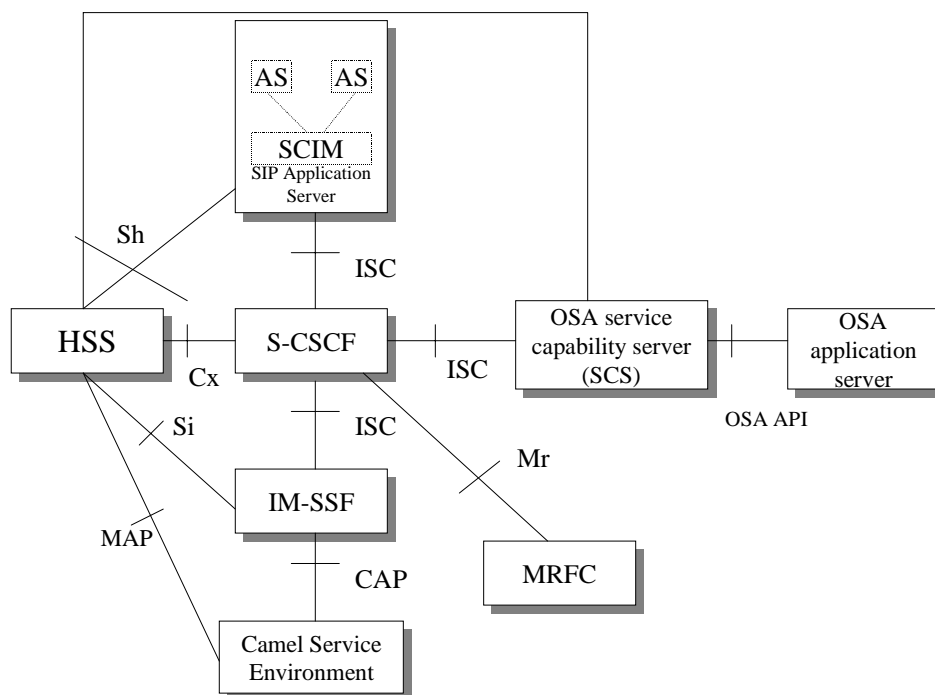 AS
AS
SCIM
SIP Application
Server
Sh
ISC
HSS
S-CSCF
OSA service
capability server
(SCS)
OSA
application
server
Cx
ISC
OSA API
Si
ISC
Mr
IM-SSF
MAP
CAP
MRFC
Camel Service
Environment